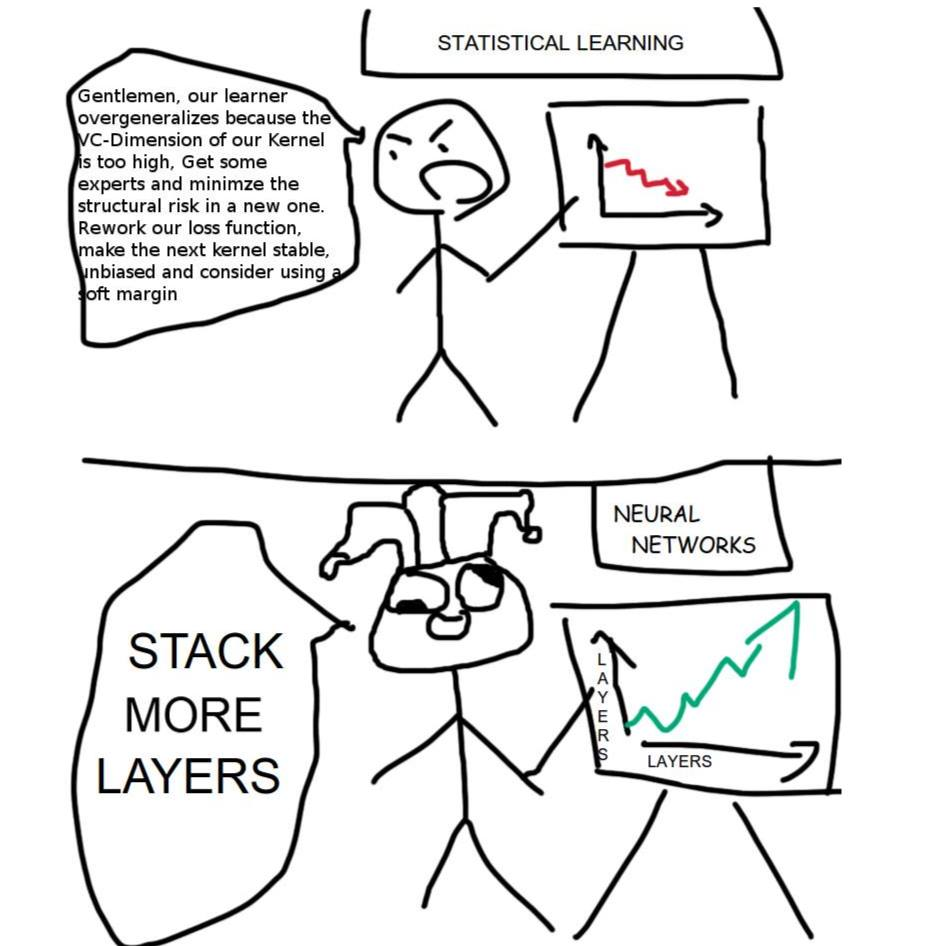 STATISTICAL LEARNING
Gentlemen, our learner
overgeneralizes because the
VC-Dimension of our Kernel
is too high, Get some
experts and minimze the
structural risk in a new one.
Rework our loss function,
make the next kernel stable,
unbiased and consider using a
soft margin
NEURAL
NETWORKS
STACK
MORE
LAYERS
LAYERS
LAYERS